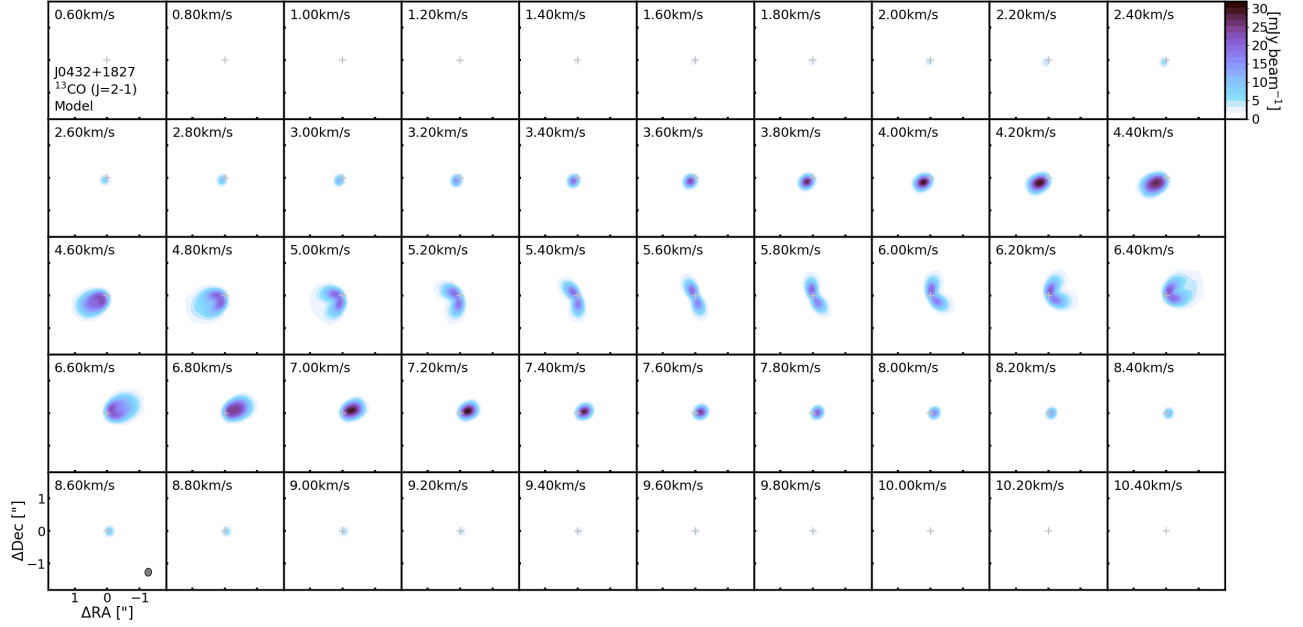 0.60km/s 0.80km/s 1.00km/s 1.20km/s 1.40km/s 1.60km/s 1.80km/s 2.00km/s 2.20km/s 2.40km/s
30
25
20
15
10
5
0
[mJy beam⁻¹]
J0432+1827
¹³CO (J=2-1)
Model
2.60km/s 2.80km/s 3.00km/s 3.20km/s 3.40km/s 3.60km/s 3.80km/s 4.00km/s 4.20km/s 4.40km/s
4.60km/s 4.80km/s 5.00km/s 5.20km/s 5.40km/s 5.60km/s 5.80km/s 6.00km/s 6.20km/s 6.40km/s
6.60km/s 6.80km/s 7.00km/s 7.20km/s 7.40km/s 7.60km/s 7.80km/s 8.00km/s 8.20km/s 8.40km/s
8.60km/s 8.80km/s 9.00km/s 9.20km/s 9.40km/s 9.60km/s 9.80km/s 10.00km/s 10.20km/s 10.40km/s
1
0
−1
ΔDec ["]
1 0 −1
ΔRA ["]